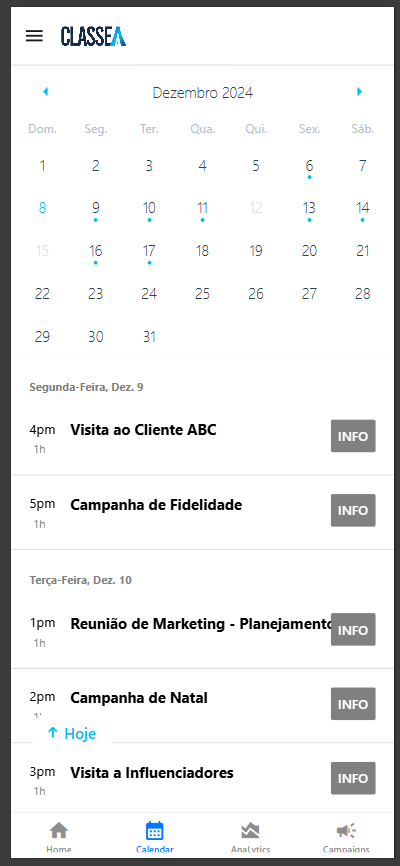 CLASSEA
Dezembro 2024
Dom. Seg. Ter. Qua. Qui. Sex. Sáb.
1 2 3 4 5 6 7
8 9 10 11 12 13 14
15 16 17 18 19 20 21
22 23 24 25 26 27 28
29 30 31
Segunda-Feira, Dez. 9
4pm Visita ao Cliente ABC INFO
1h
5pm Campanha de Fidelidade INFO
1h
Terça-Feira, Dez. 10
1pm Reunião de Marketing - Planejamento INFO
1h
2pm Campanha de Natal INFO
Hoje
3pm Visita a Influenciadores INFO
1h
Home Calendar Analytics Campaigns